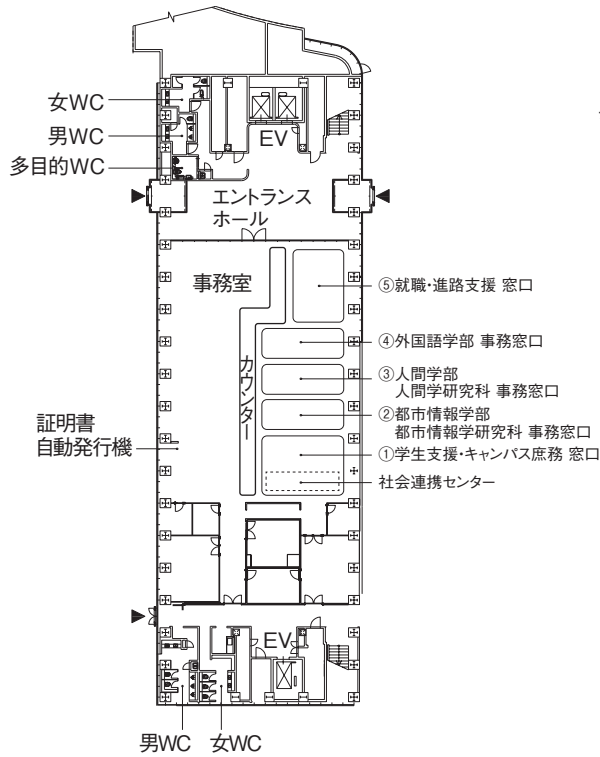 女WC
男WC
多目的WC
EV
エントランス
ホール
事務室
カウンター
⑤就職・進路支援 窓口
④外国語学部 事務窓口
③人間学部
人間学研究科 事務窓口
②都市情報学部
都市情報学研究科 事務窓口
①学生支援・キャンパス庶務 窓口
社会連携センター
証明書
自動発行機
EV
男WC
女WC